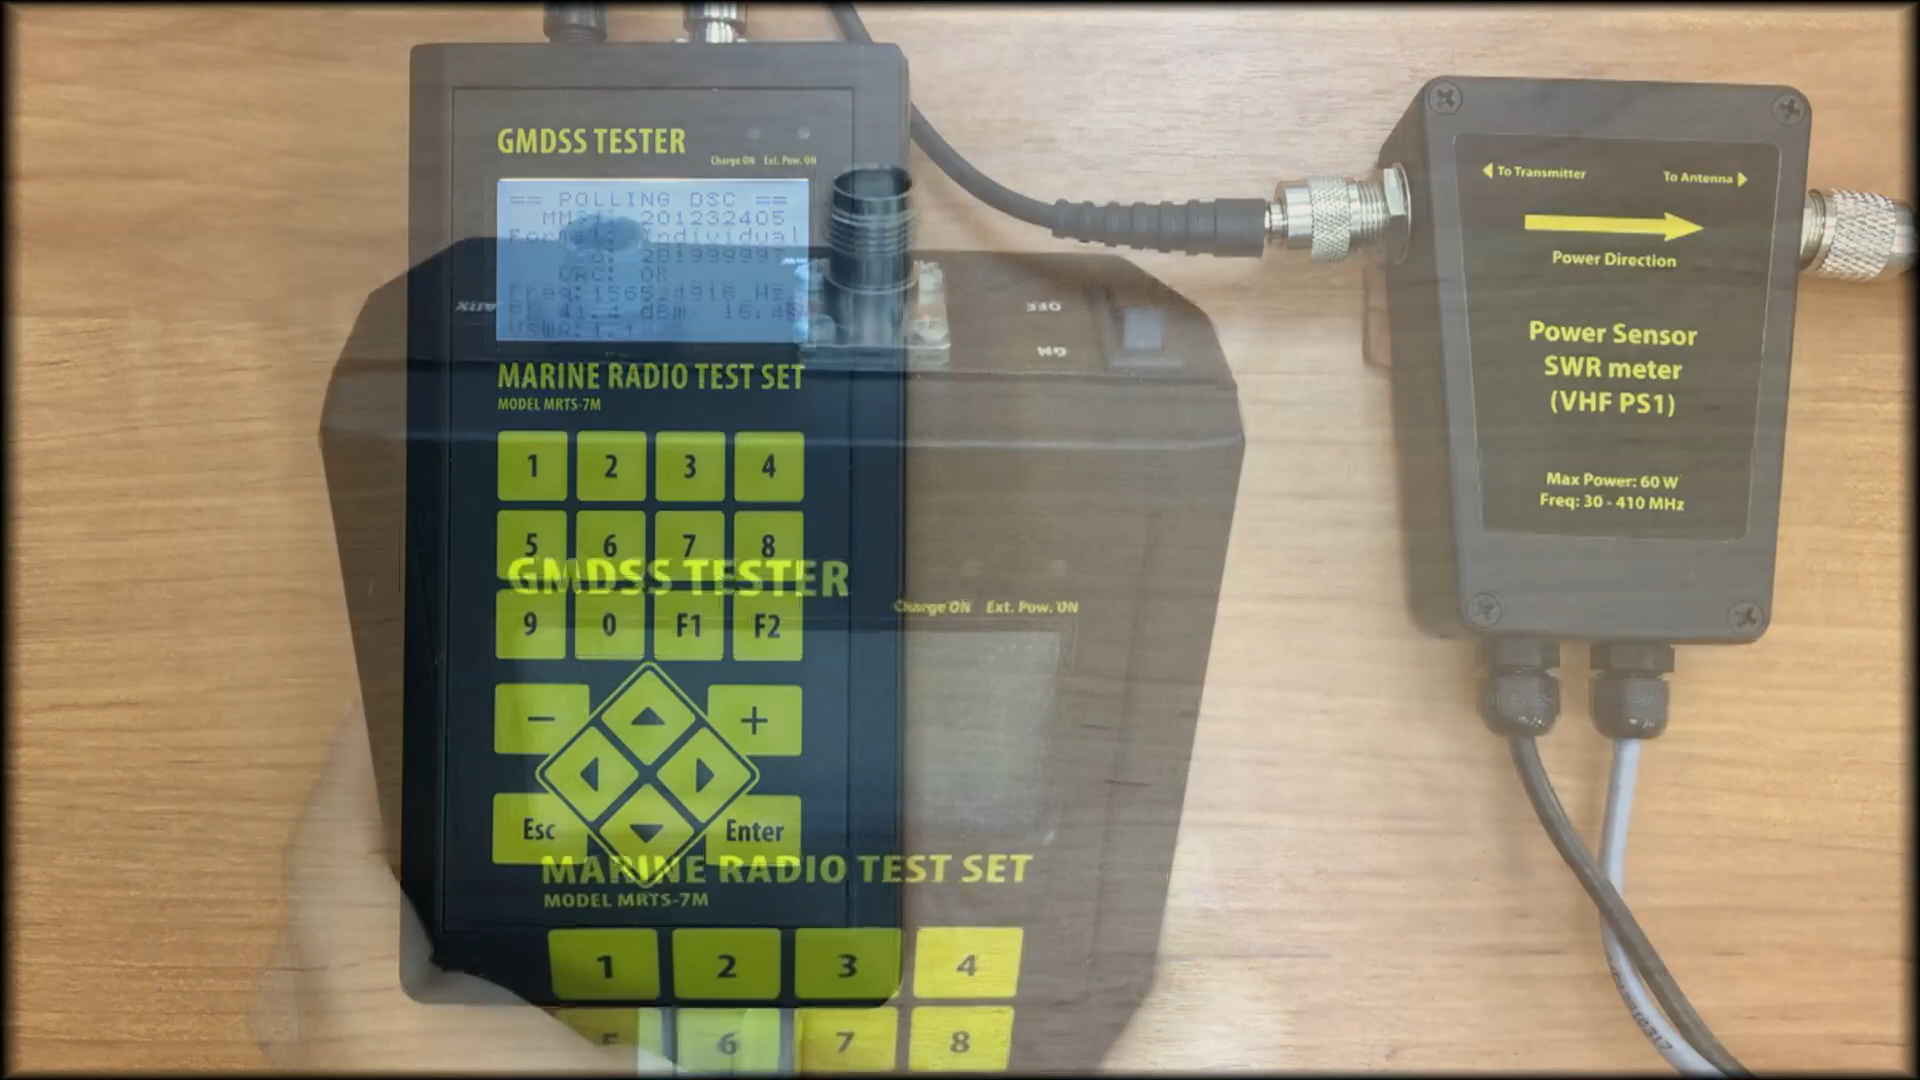 GMDSS TESTER
Charge ON Ext. Pow. ON
== POLLING DSC ==
201232405
Individual
CRC: OK
MARINE RADIO TEST SET
MODEL MRTS-7M
1 2 3 4
5 6 7 8
9 0 F1 F2
− +
Esc Enter
OFF
GMDSS TESTER
Charge ON Ext. Pow. ON
MARINE RADIO TEST SET
MODEL MRTS-7M
1 2 3 4
5 6 7 8
To Transmitter To Antenna
Power Direction
Power Sensor
SWR meter
(VHF PS1)
Max Power: 60 W
Freq: 30 - 410 MHz